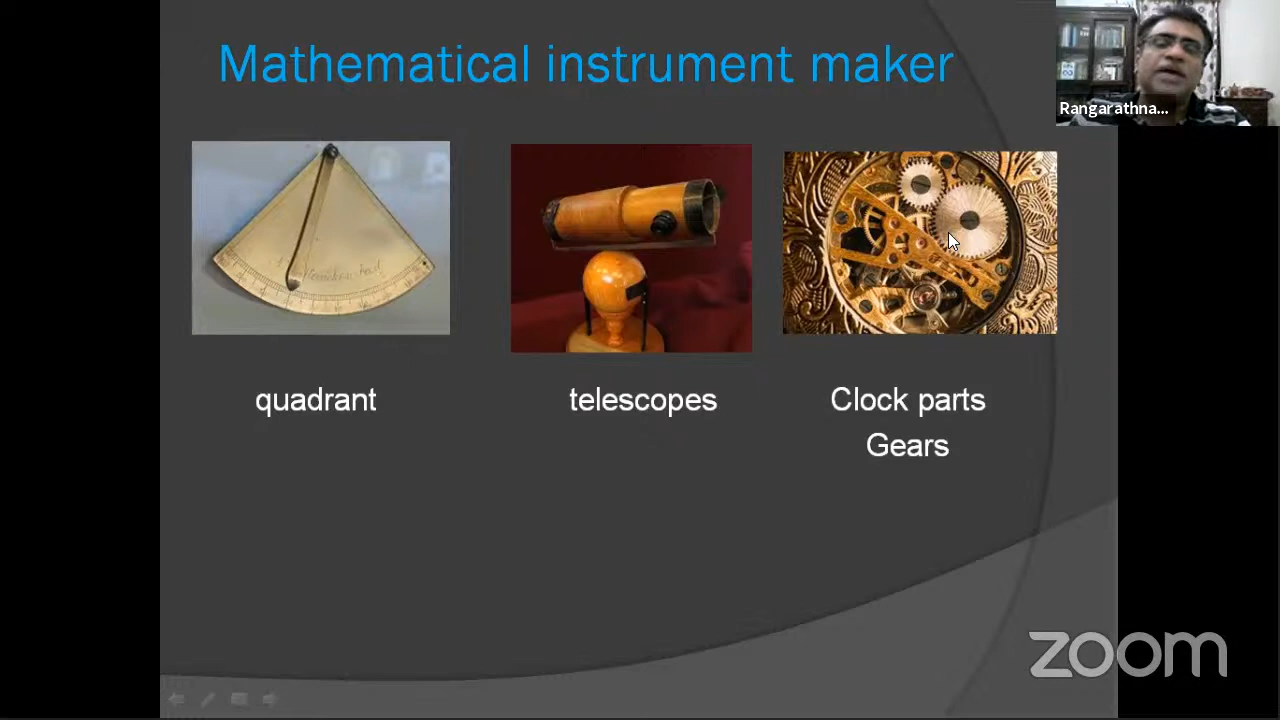 Mathematical instrument maker
Rangarathna...
quadrant
telescopes
Clock parts
Gears
zoom